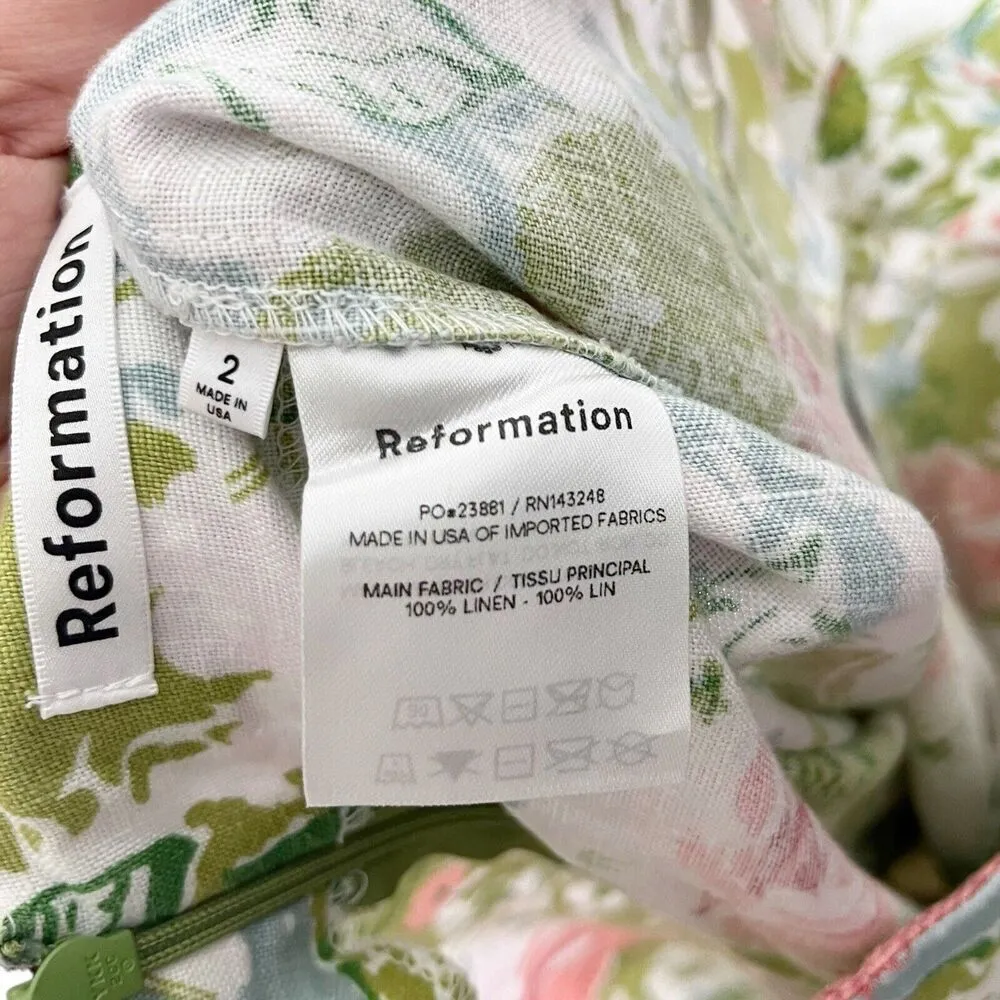 Reformation
2
MADE IN
USA
Reformation
PO#23881 / RN143248
MADE IN USA OF IMPORTED FABRICS
MAIN FABRIC / TISSU PRINCIPAL
100% LINEN - 100% LIN